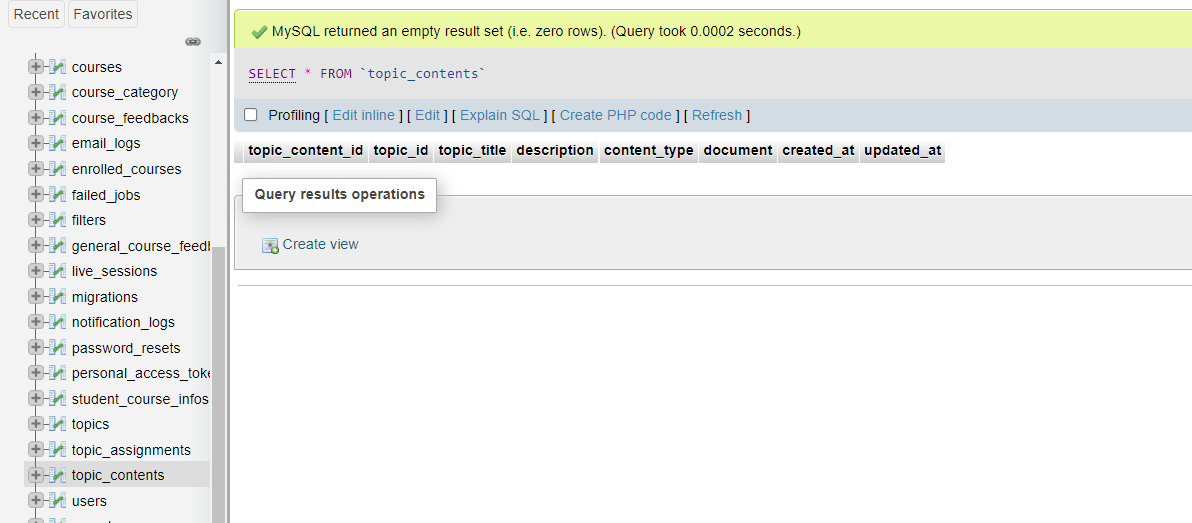 Recent Favorites
courses
course_category
course_feedbacks
email_logs
enrolled_courses
failed_jobs
filters
general_course_feed
live_sessions
migrations
notification_logs
password_resets
personal_access_toke
student_course_infos
topics
topic_assignments
topic_contents
users
MySQL returned an empty result set (i.e. zero rows). (Query took 0.0002 seconds.)
SELECT * FROM `topic_contents`
Profiling [ Edit inline ] [ Edit ] [ Explain SQL ] [ Create PHP code ] [ Refresh ]
topic_content_id topic_id topic_title description content_type document created_at updated_at
Query results operations
Create view